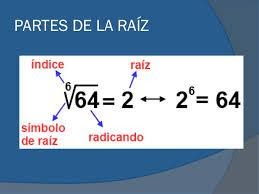 PARTES DE LA RAÍZ
índice raíz
⁶√64 = 2 ↔ 2⁶ = 64
símbolo
de raíz
radicando